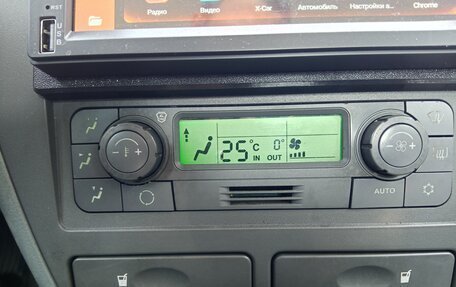 RST
Радио Видео X-Car Автомобиль Настройки а... Chrome
USB
25°C 0°
IN OUT
- +
- +
AUTO